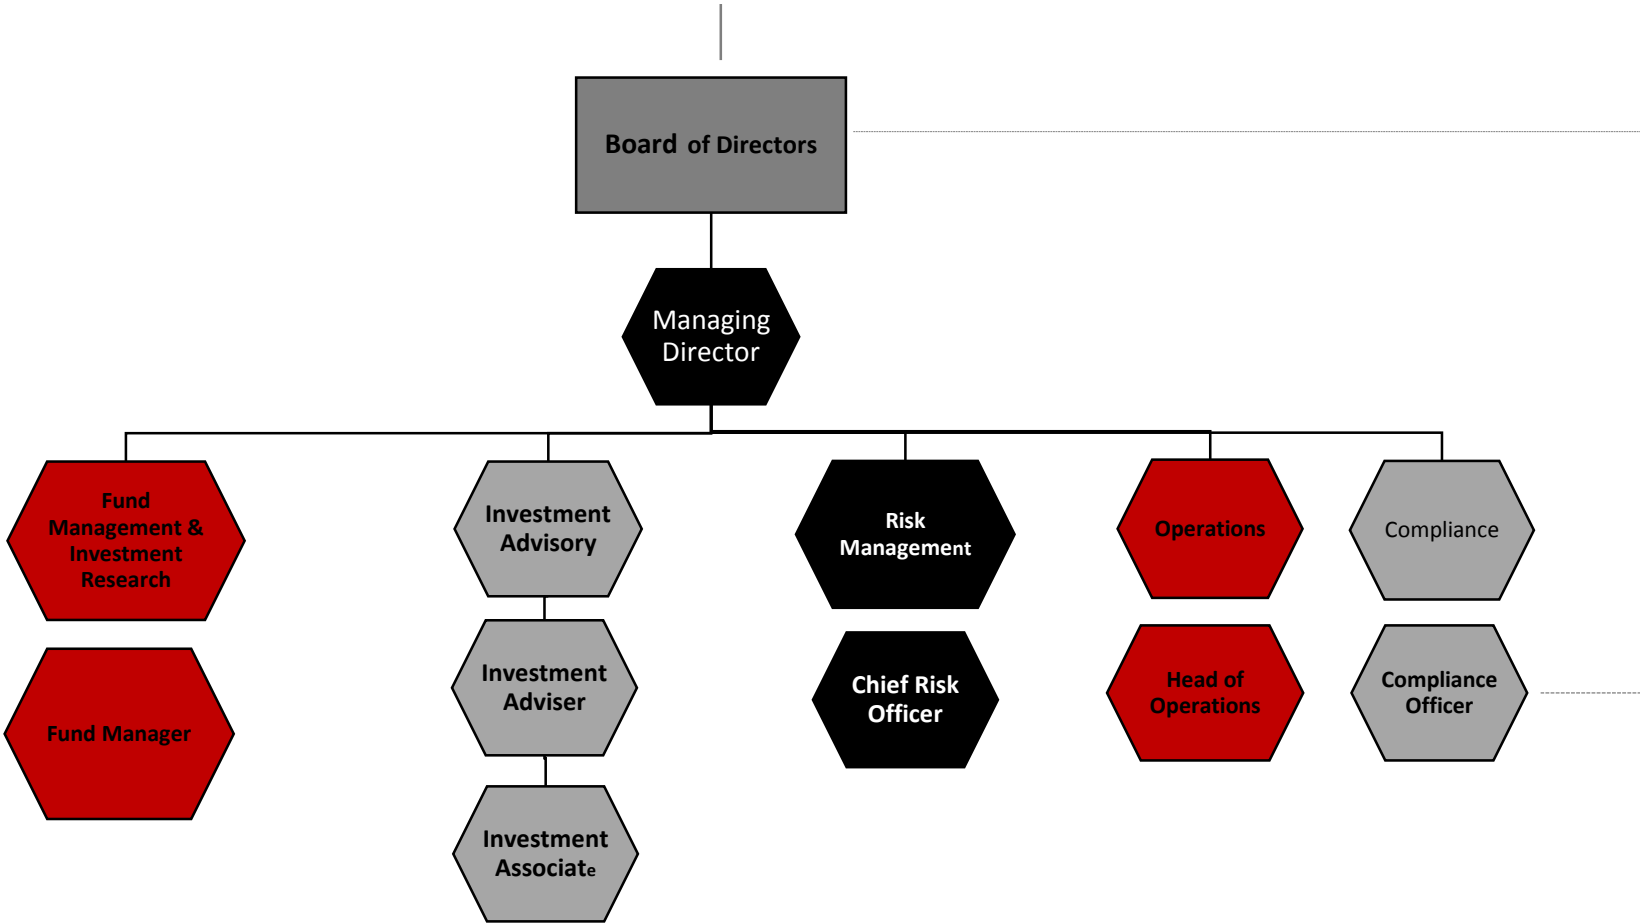 Board of Directors
Managing
Director
Fund
Management &
Investment
Research
Investment
Advisory
Risk
Management
Operations
Compliance
Fund Manager
Investment
Adviser
Chief Risk
Officer
Head of
Operations
Compliance
Officer
Investment
Associate